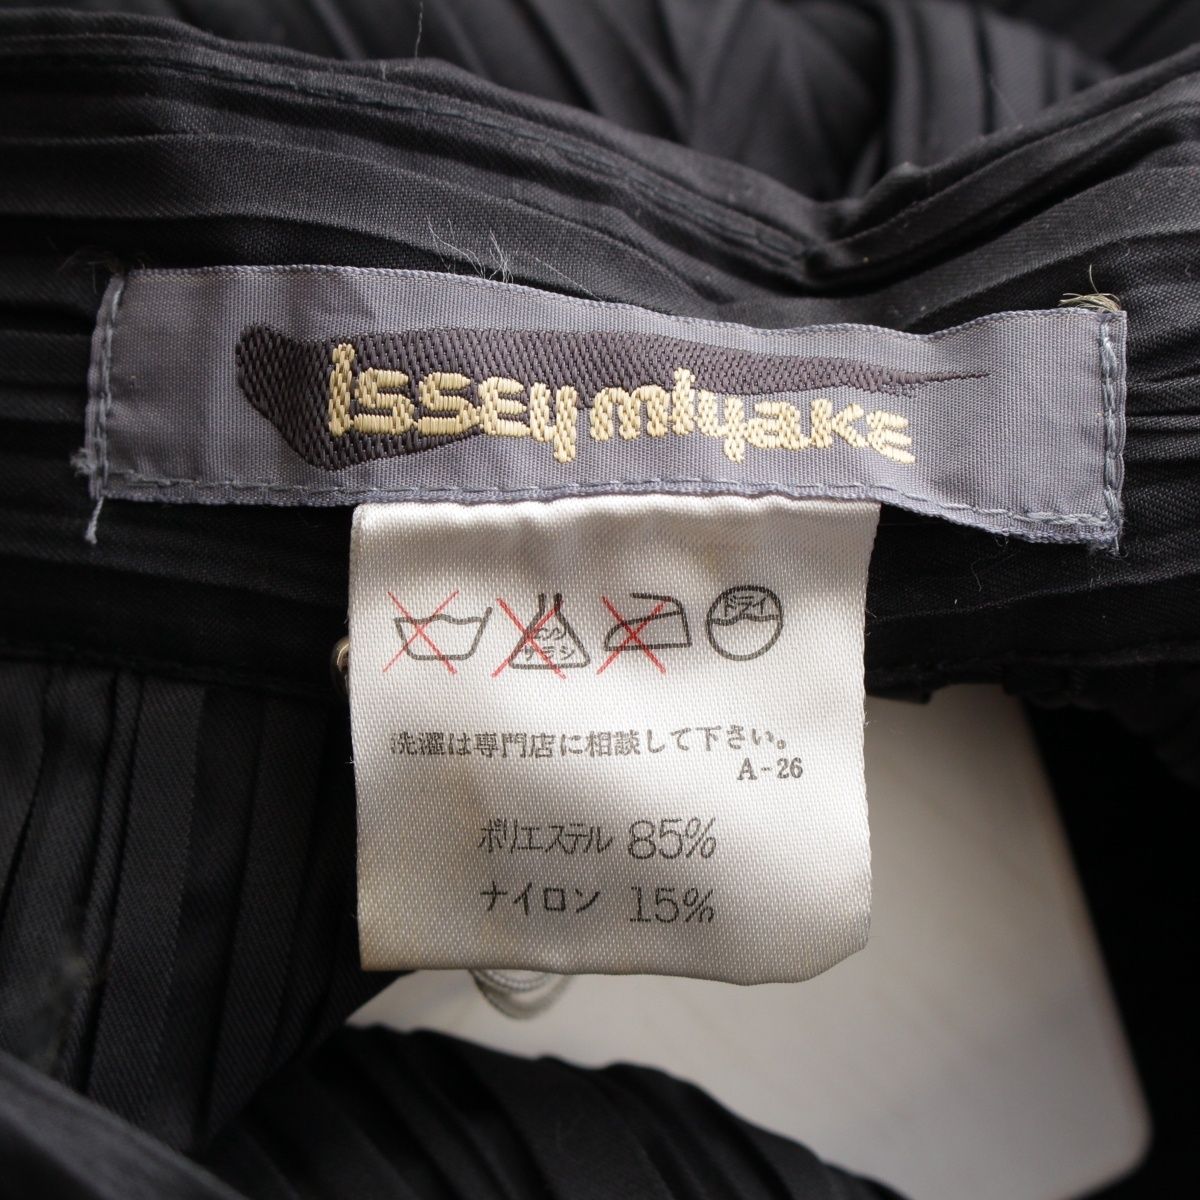 issey miyake
エンソ
サラシ
ドライ
洗濯は専門店に相談して下さい。
A-26
ポリエステル 85%
ナイロン 15%